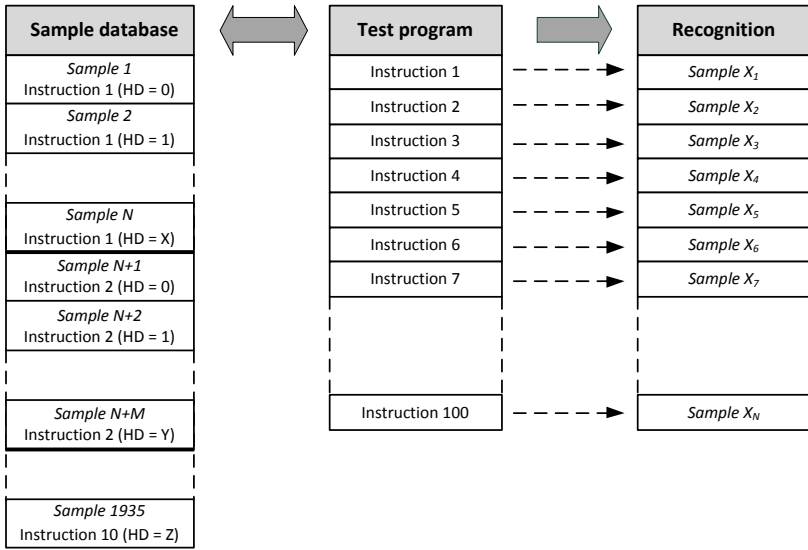 Sample database
Sample 1
Instruction 1 (HD = 0)
Sample 2
Instruction 1 (HD = 1)
Sample N
Instruction 1 (HD = X)
Sample N+1
Instruction 2 (HD = 0)
Sample N+2
Instruction 2 (HD = 1)
Sample N+M
Instruction 2 (HD = Y)
Sample 1935
Instruction 10 (HD = Z)
Test program
Instruction 1
Instruction 2
Instruction 3
Instruction 4
Instruction 5
Instruction 6
Instruction 7
Instruction 100
Recognition
Sample X₁
Sample X₂
Sample X₃
Sample X₄
Sample X₅
Sample X₆
Sample X₇
Sample X_N